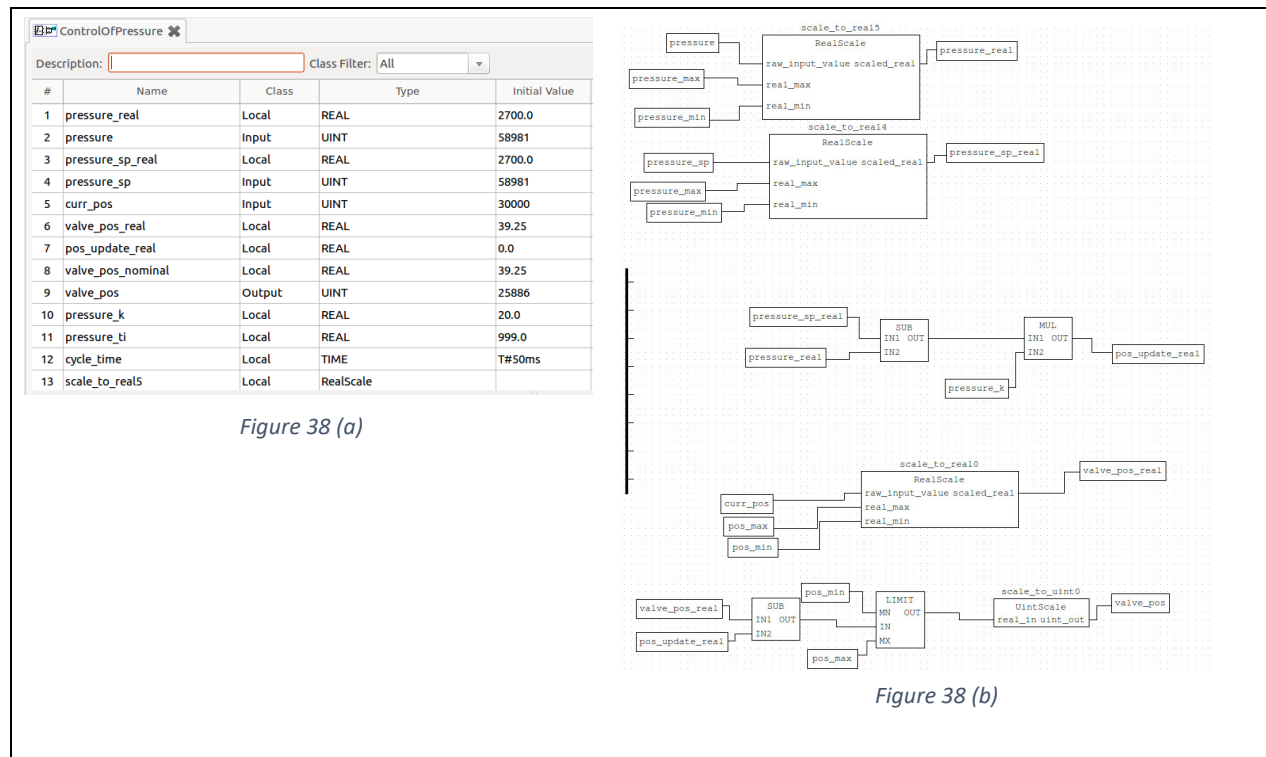 ControlOfPressure
Description: Class Filter: All
# Name Class Type Initial Value
1 pressure_real Local REAL 2700.0
2 pressure Input UINT 58981
3 pressure_sp_real Local REAL 2700.0
4 pressure_sp Input UINT 58981
5 curr_pos Input UINT 30000
6 valve_pos_real Local REAL 39.25
7 pos_update_real Local REAL 0.0
8 valve_pos_nominal Local REAL 39.25
9 valve_pos Output UINT 25886
10 pressure_k Local REAL 20.0
11 pressure_ti Local REAL 999.0
12 cycle_time Local TIME T#50ms
13 scale_to_real5 Local RealScale
Figure 38 (a)
scale_to_real5
pressure RealScale pressure_real
raw_input_value scaled_real
pressure_max real_max
real_min
pressure_min
scale_to_real4
RealScale
pressure_sp raw_input_value scaled_real pressure_sp_real
real_max
pressure_max
real_min
pressure_min
pressure_sp_real SUB MUL
IN1 OUT IN1 OUT
pressure_real IN2 IN2 pos_update_real
pressure_k
scale_to_real0
RealScale valve_pos_real
raw_input_value scaled_real
curr_pos real_max
pos_max real_min
pos_min
pos_min LIMIT scale_to_uint0
valve_pos_real SUB MN OUT UintScale valve_pos
IN1 OUT IN real_in uint_out
pos_update_real IN2 MX
pos_max
Figure 38 (b)